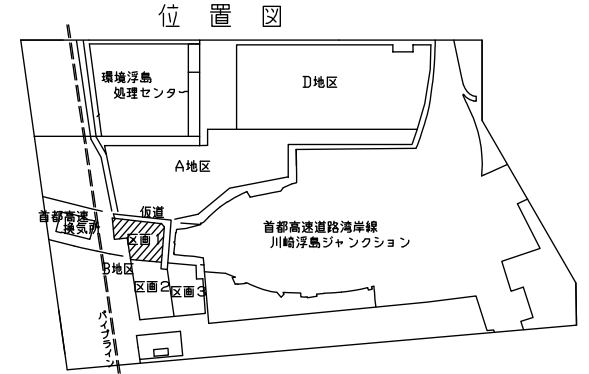 位置図
環境浮島
処理センター
D地区
A地区
仮道
首都高速
換気所
区画1
首都高速道路湾岸線
川崎浮島ジャンクション
B地区
区画2
区画3
パイプライン